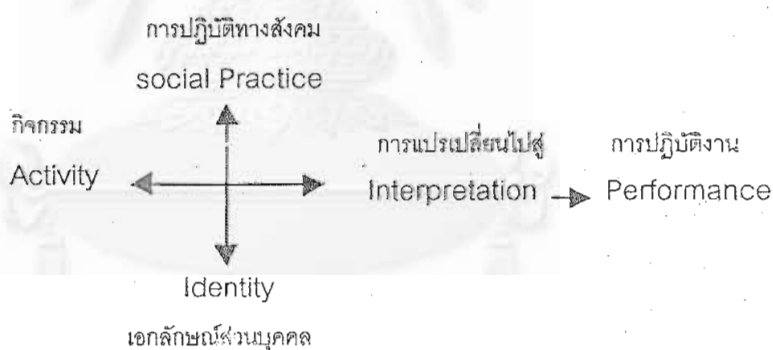 การปฏิบัติทางสังคม
social Practice
กิจกรรม
Activity
การแปรเปลี่ยนไปสู่
Interpretation
การปฏิบัติงาน
Performance
Identity
เอกลักษณ์ส่วนบุคคล